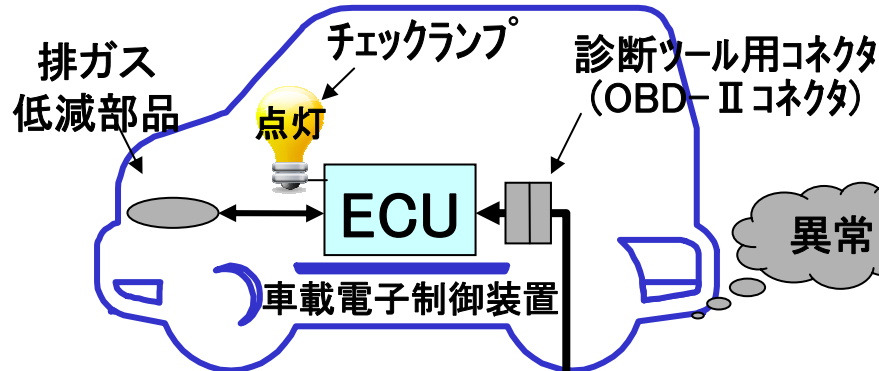 チェックランプ
排ガス
低減部品
点灯
診断ツール用コネクタ
(OBD-Ⅱコネクタ)
ECU
異常
車載電子制御装置